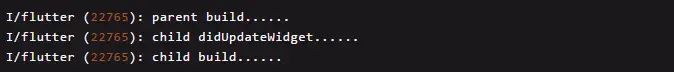 I/flutter (22765): parent build......
I/flutter (22765): child didUpdateWidget......
I/flutter (22765): child build......